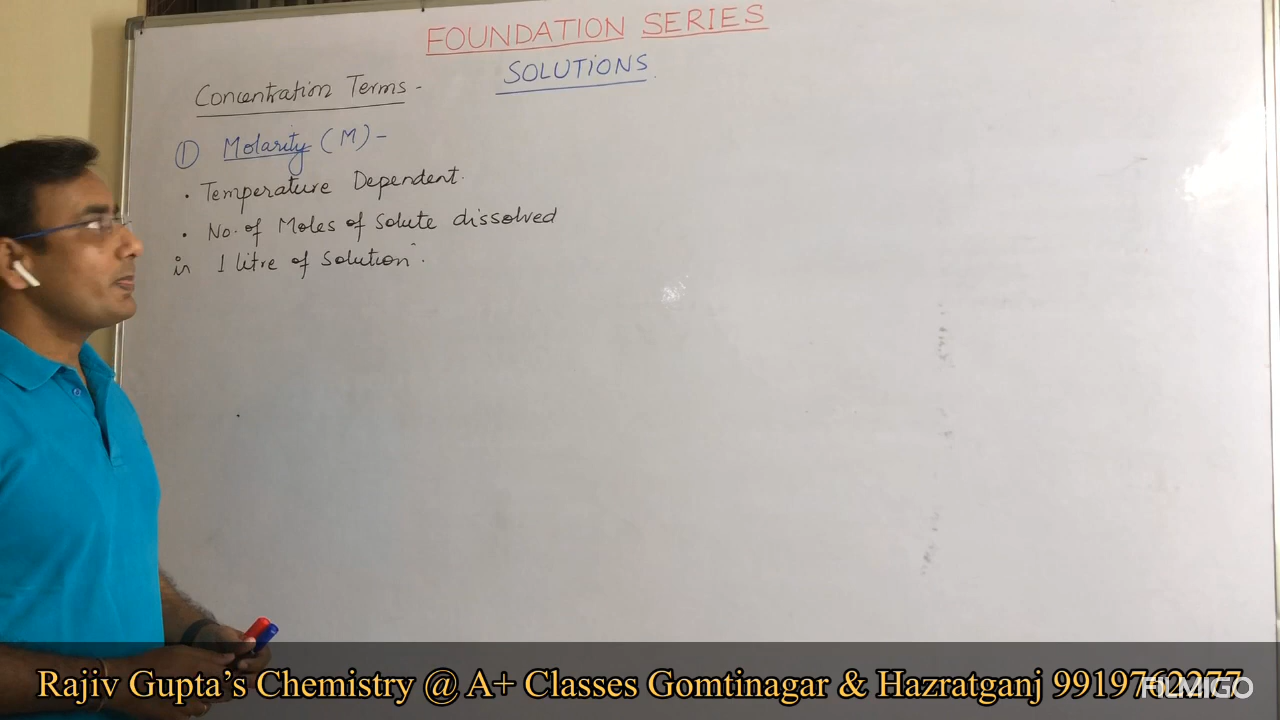 FOUNDATION SERIES
SOLUTIONS.
Concentration Terms -
① Molarity (M) -
• Temperature Dependent.
• No. of Moles of Solute dissolved
in 1 litre of Solution.
Rajiv Gupta's Chemistry @ A+ Classes Gomtinagar & Hazratganj 9919762277
FILMIGO